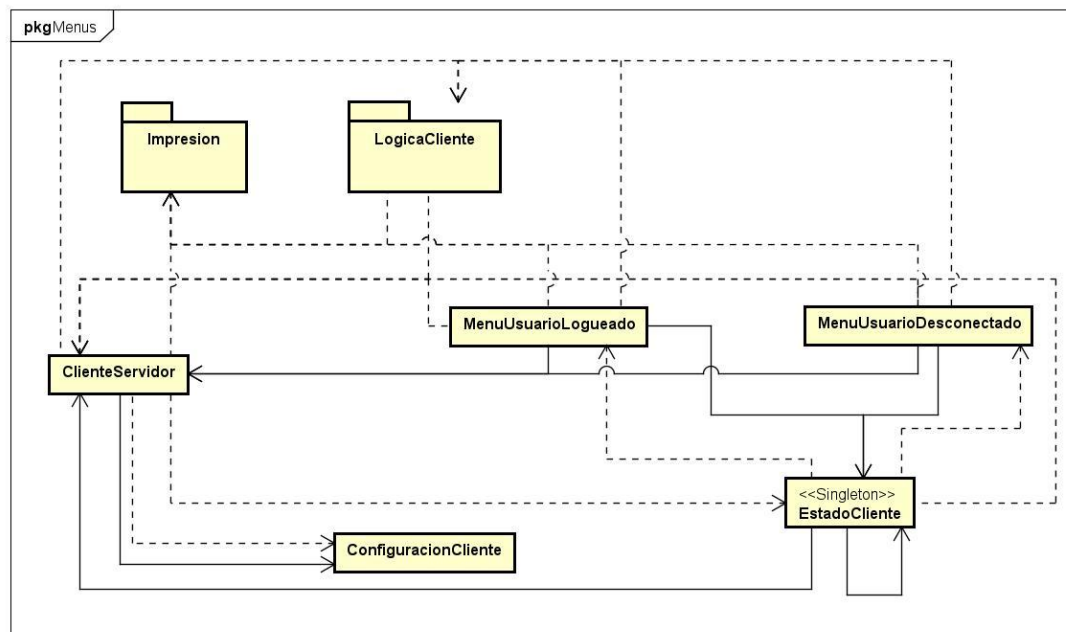 pkgMenus
Impresion
LogicaCliente
MenuUsuarioLogueado
MenuUsuarioDesconectado
ClienteServidor
<<Singleton>>
EstadoCliente
ConfiguracionCliente